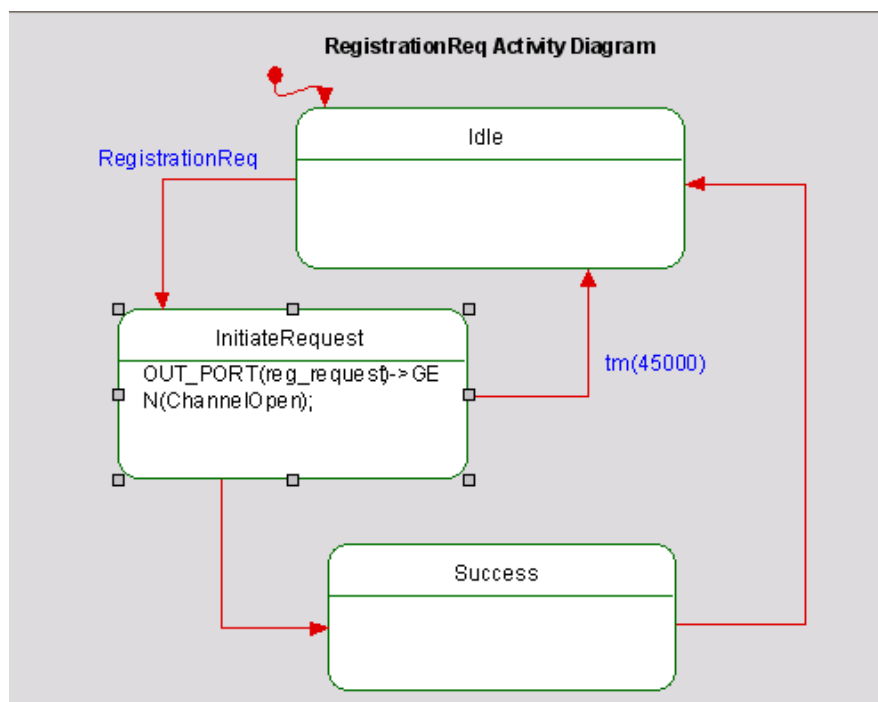 RegistrationReq Activity Diagram
Idle
RegistrationReq
InitiateRequest
OUT_PORT(reg_request)->GE
N(ChannelOpen);
tm(45000)
Success